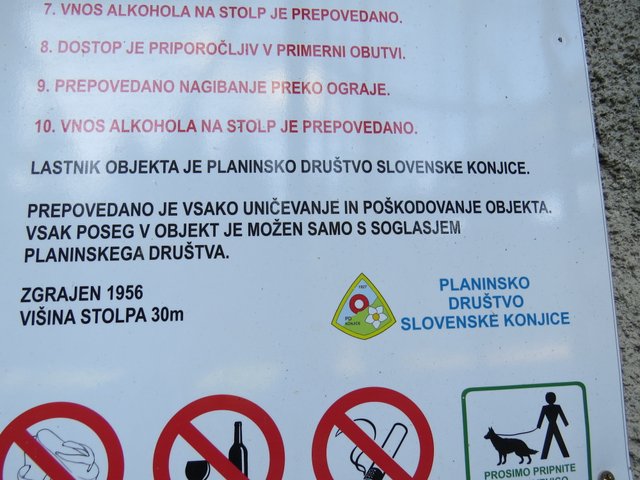 7. VNOS ALKOHOLA NA STOLP JE PREPOVEDANO.
8. DOSTOP JE PRIPOROČLJIV V PRIMERNI OBUTVI.
9. PREPOVEDANO NAGIBANJE PREKO OGRAJE.
10. VNOS ALKOHOLA NA STOLP JE PREPOVEDANO.
LASTNIK OBJEKTA JE PLANINSKO DRUŠTVO SLOVENSKE KONJICE.
PREPOVEDANO JE VSAKO UNIČEVANJE IN POŠKODOVANJE OBJEKTA.
VSAK POSEG V OBJEKT JE MOŽEN SAMO S SOGLASJEM
PLANINSKEGA DRUŠTVA.
ZGRAJEN 1956
VIŠINA STOLPA 30m
1927
PD
KONJICE
PLANINSKO
DRUŠTVO
SLOVENSKE KONJICE
PROSIMO PRIPNITE